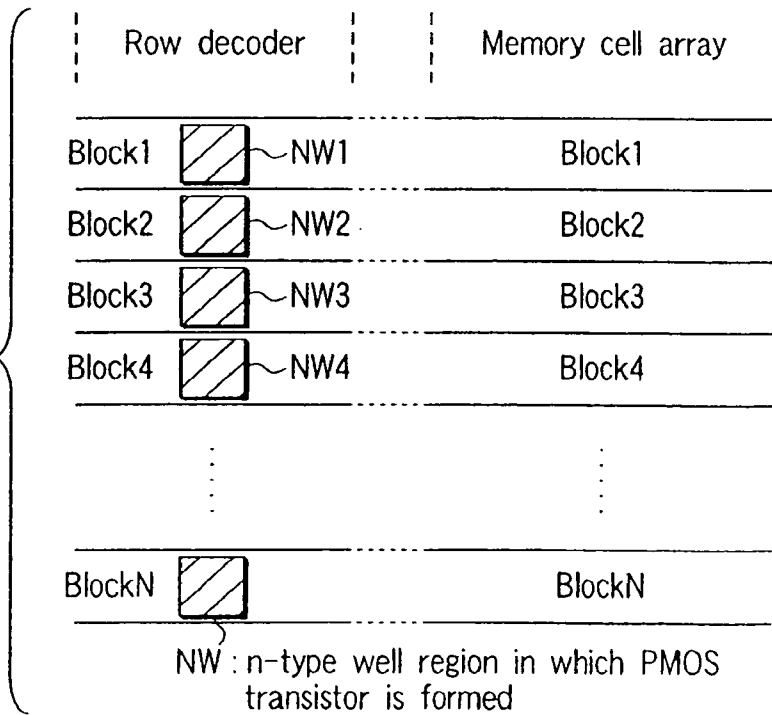 Row decoder Memory cell array
Block1 NW1 Block1
Block2 NW2 Block2
Block3 NW3 Block3
Block4 NW4 Block4
BlockN BlockN
NW : n-type well region in which PMOS
transistor is formed